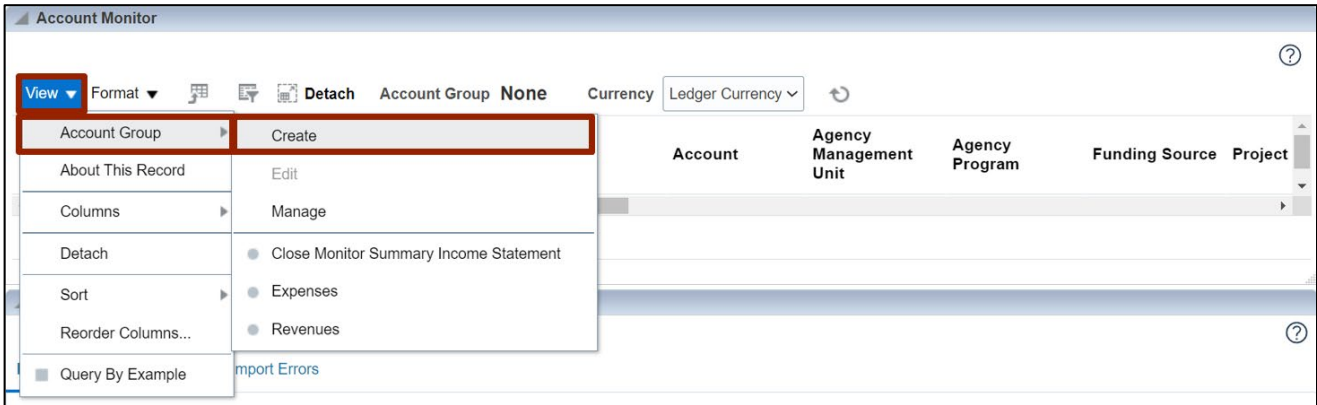 Account Monitor
View Format Detach Account Group None Currency Ledger Currency
Account Group
Create
Account
Agency Management Unit
Agency Program
Funding Source
Project
About This Record
Edit
Columns
Manage
Detach
Close Monitor Summary Income Statement
Sort
Expenses
Reorder Columns...
Revenues
Query By Example
mport Errors